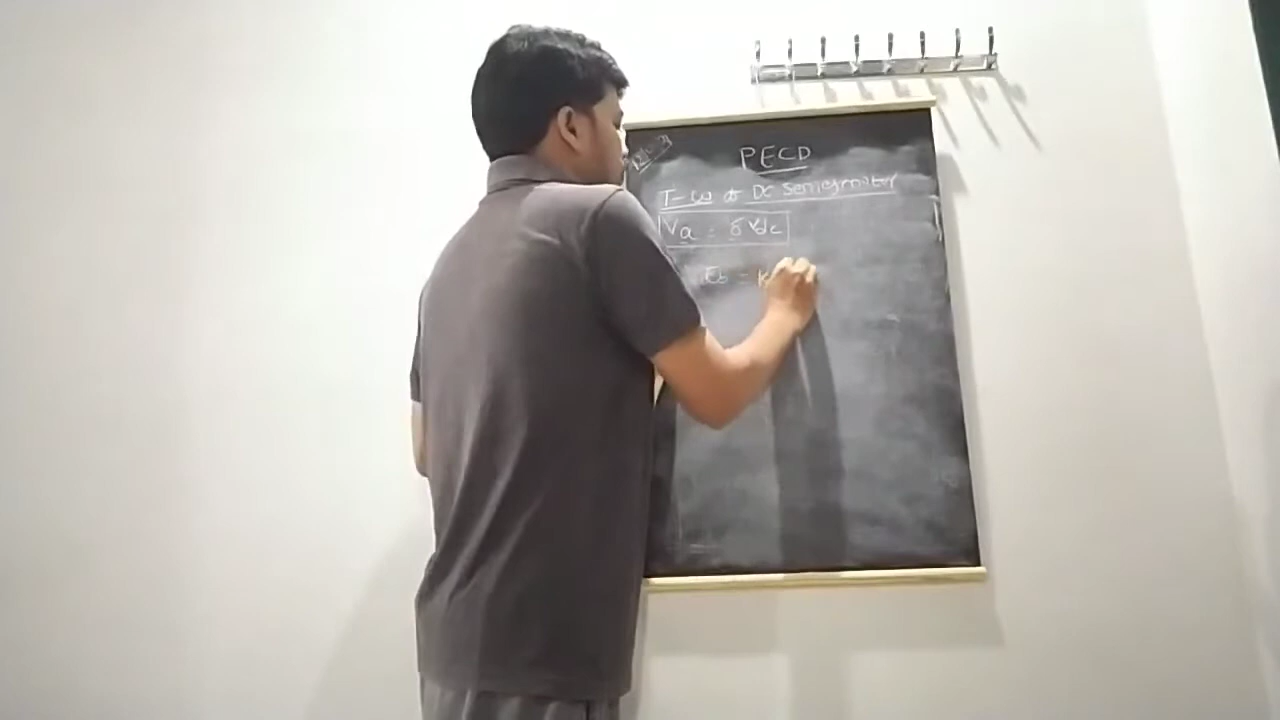 PECD
T-ω of DC Series motor
Va = δ Vdc
Eb = K